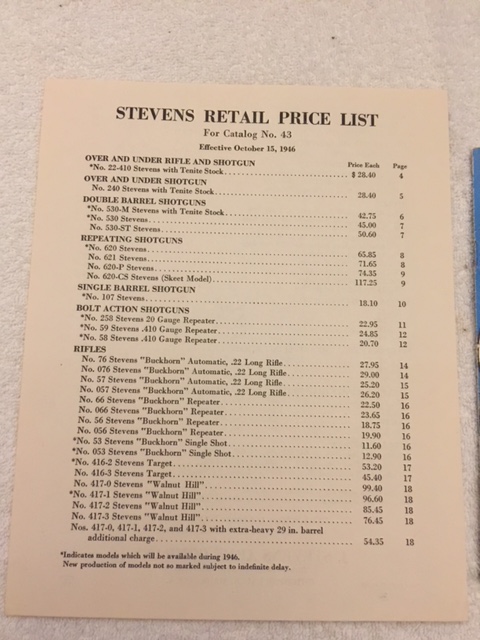 STEVENS RETAIL PRICE LIST
For Catalog No. 43
Effective October 15, 1946
Price Each Page
OVER AND UNDER RIFLE AND SHOTGUN
*No. 22-410 Stevens with Tenite Stock $ 28.40 4
OVER AND UNDER SHOTGUN
No. 240 Stevens with Tenite Stock 28.40 5
DOUBLE BARREL SHOTGUNS
*No. 530-M Stevens with Tenite Stock 42.75 6
*No. 530 Stevens 45.00 7
No. 530-ST Stevens 50.60 7
REPEATING SHOTGUNS
*No. 620 Stevens 65.85 8
No. 621 Stevens 71.65 8
No. 620-P Stevens 74.35 9
No. 620-CS Stevens (Skeet Model) 117.25 9
SINGLE BARREL SHOTGUN
*No. 107 Stevens 18.10 10
BOLT ACTION SHOTGUNS
*No. 258 Stevens 20 Gauge Repeater 22.95 11
*No. 59 Stevens .410 Gauge Repeater 24.85 12
*No. 58 Stevens .410 Gauge Repeater 20.70 12
RIFLES
No. 76 Stevens "Buckhorn" Automatic, .22 Long Rifle 27.95 14
No. 076 Stevens "Buckhorn" Automatic, .22 Long Rifle 29.00 14
No. 57 Stevens "Buckhorn" Automatic, .22 Long Rifle 25.20 15
No. 057 Stevens "Buckhorn" Automatic, .22 Long Rifle 26.20 15
No. 66 Stevens "Buckhorn" Repeater 22.50 16
No. 066 Stevens "Buckhorn" Repeater 23.65 16
No. 56 Stevens "Buckhorn" Repeater 18.75 16
No. 056 Stevens "Buckhorn" Repeater 19.90 16
*No. 53 Stevens "Buckhorn" Single Shot 11.60 16
*No. 053 Stevens "Buckhorn" Single Shot 12.90 16
*No. 416-2 Stevens Target 53.20 17
No. 416-3 Stevens Target 45.40 17
No. 417-0 Stevens "Walnut Hill" 99.40 18
*No. 417-1 Stevens "Walnut Hill" 96.60 18
No. 417-2 Stevens "Walnut Hill" 85.45 18
No. 417-3 Stevens "Walnut Hill" 76.45 18
Nos. 417-0, 417-1, 417-2, and 417-3 with extra-heavy 29 in. barrel
additional charge 54.35 18
*Indicates models which will be available during 1946.
New production of models not so marked subject to indefinite delay.